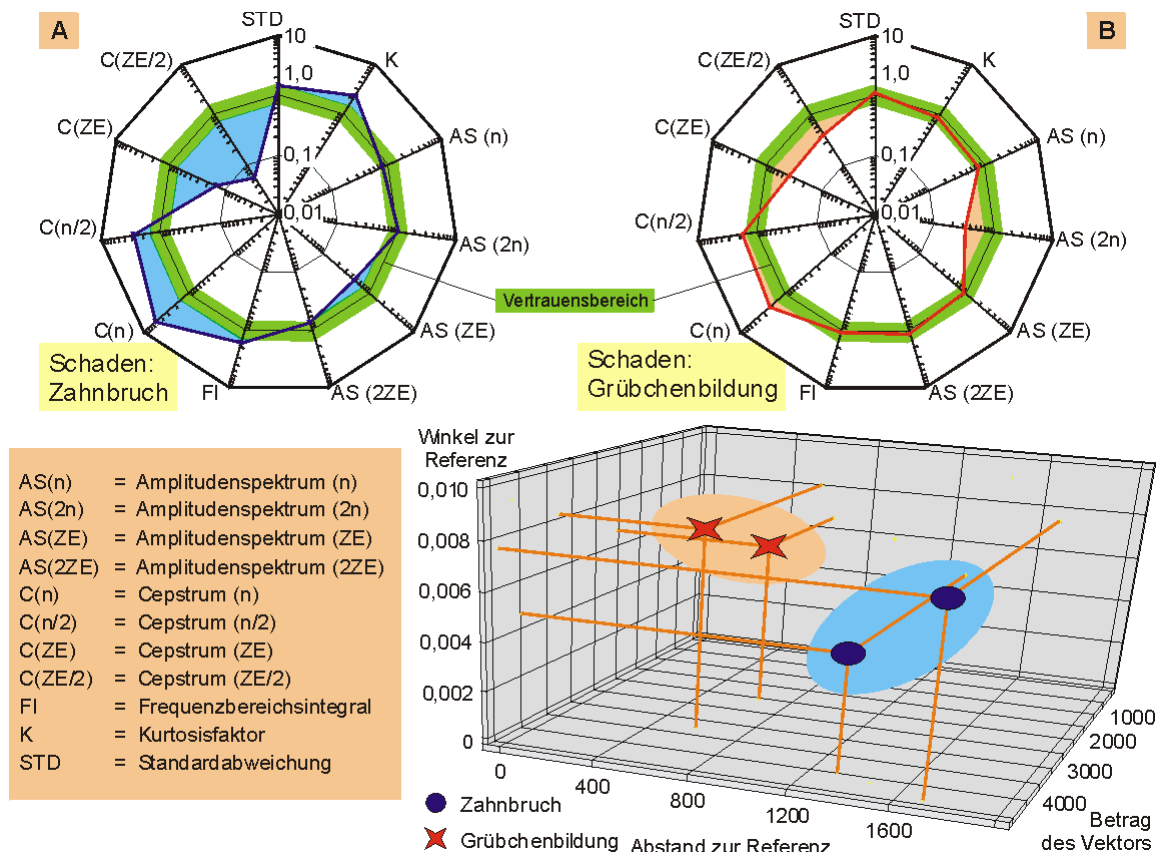 A
STD
10
1,0
0,1
0,01
K
AS (n)
AS (2n)
AS (ZE)
AS (2ZE)
FI
C(n)
C(n/2)
C(ZE)
C(ZE/2)
Schaden:
Zahnbruch
Vertrauensbereich
B
STD
10
1,0
0,1
0,01
K
AS (n)
AS (2n)
AS (ZE)
AS (2ZE)
FI
C(n)
C(n/2)
C(ZE)
C(ZE/2)
Schaden:
Grübchenbildung
AS(n) = Amplitudenspektrum (n)
AS(2n) = Amplitudenspektrum (2n)
AS(ZE) = Amplitudenspektrum (ZE)
AS(2ZE) = Amplitudenspektrum (2ZE)
C(n) = Cepstrum (n)
C(n/2) = Cepstrum (n/2)
C(ZE) = Cepstrum (ZE)
C(ZE/2) = Cepstrum (ZE/2)
FI = Frequenzbereichsintegral
K = Kurtosisfaktor
STD = Standardabweichung
Winkel zur
Referenz
0,010
0,008
0,006
0,004
0,002
0
0
400
800
1200
1600
1000
2000
3000
4000
Betrag
des Vektors
Zahnbruch
Grübchenbildung
Abstand zur Referenz